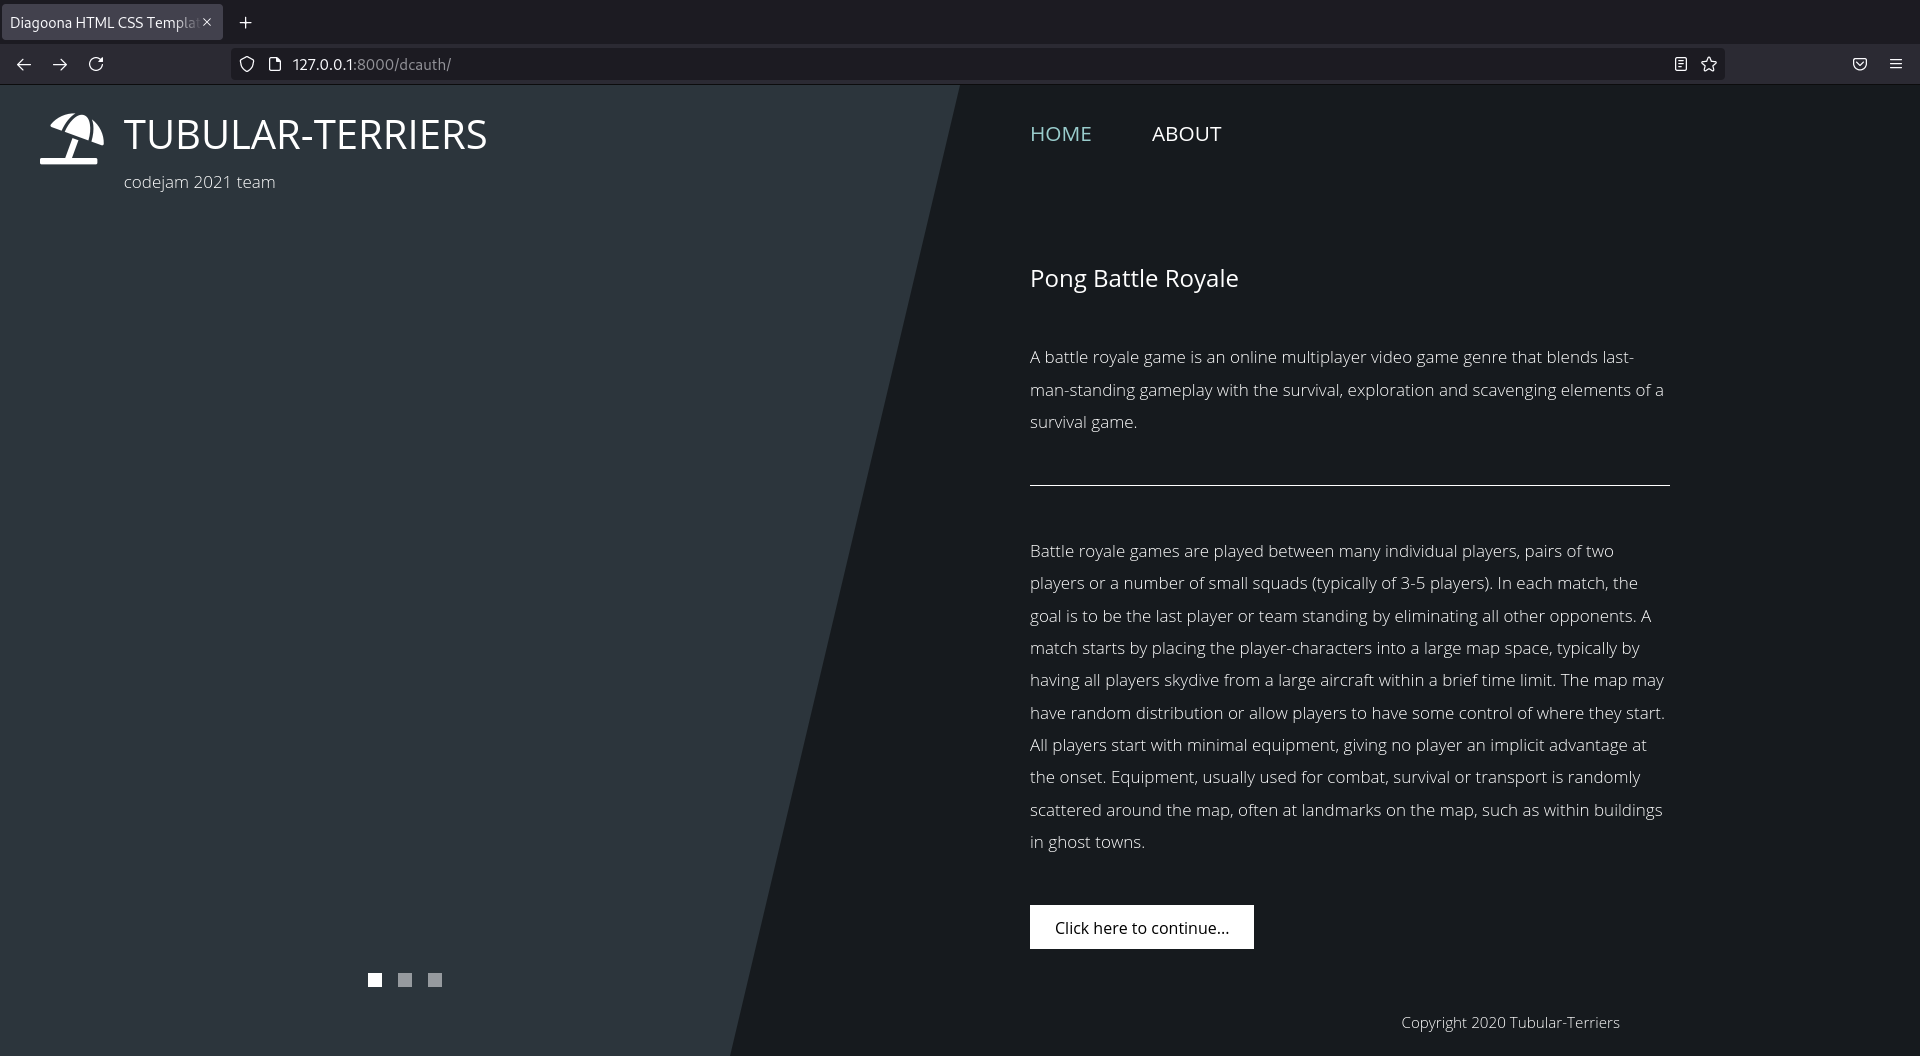 Diagoona HTML CSS Templat
127.0.0.1:8000/dcauth/
TUBULAR-TERRIERS
codejam 2021 team
HOME ABOUT
Pong Battle Royale
A battle royale game is an online multiplayer video game genre that blends last-
man-standing gameplay with the survival, exploration and scavenging elements of a
survival game.
Battle royale games are played between many individual players, pairs of two
players or a number of small squads (typically of 3-5 players). In each match, the
goal is to be the last player or team standing by eliminating all other opponents. A
match starts by placing the player-characters into a large map space, typically by
having all players skydive from a large aircraft within a brief time limit. The map may
have random distribution or allow players to have some control of where they start.
All players start with minimal equipment, giving no player an implicit advantage at
the onset. Equipment, usually used for combat, survival or transport is randomly
scattered around the map, often at landmarks on the map, such as within buildings
in ghost towns.
Click here to continue...
Copyright 2020 Tubular-Terriers